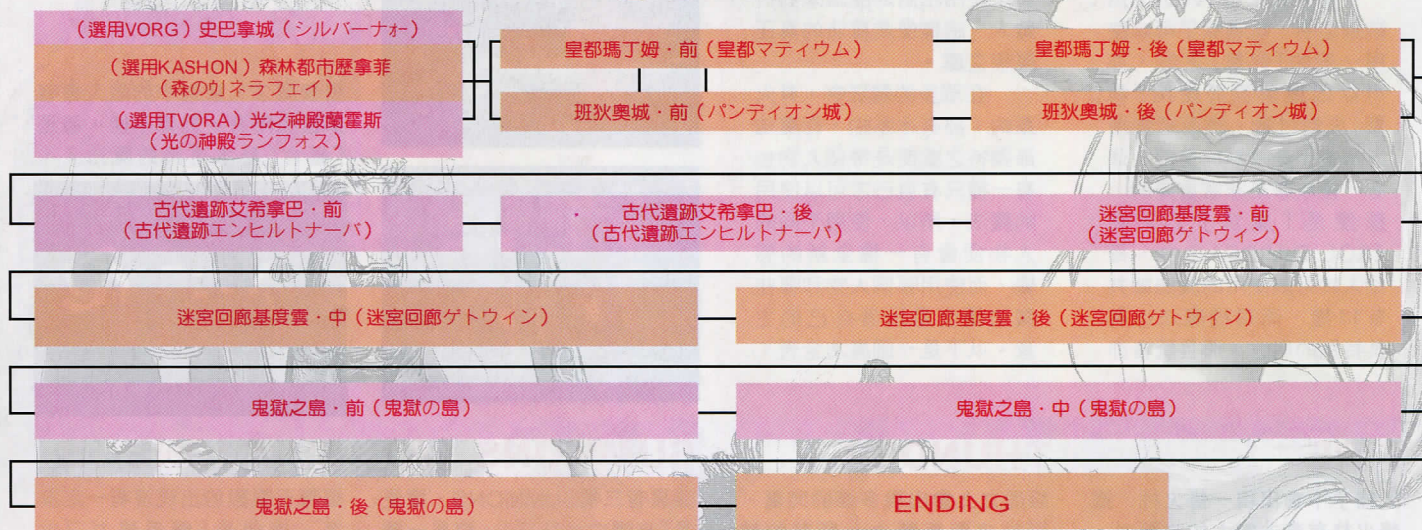 (選用VORG)史巴拿城(シルバーナォー)
(選用KASHON)森林都市歷拿菲
(森のウリネラフェイ)
(選用TVORA)光之神殿蘭霍斯
(光の神殿ランフォス)
皇都瑪丁姆・前(皇都マティウム)
皇都瑪丁姆・後(皇都マティウム)
班狄奧城・前(パンディオン城)
班狄奧城・後(パンディオン城)
古代遺跡艾希拿巴・前
(古代遺跡エンヒルトナーバ)
古代遺跡艾希拿巴・後
(古代遺跡エンヒルトナーバ)
迷宮回廊基度雲・前
(迷宮回廊ゲトウィン)
迷宮回廊基度雲・中(迷宮回廊ゲトウィン)
迷宮回廊基度雲・後(迷宮回廊ゲトウィン)
鬼獄之島・前(鬼獄の島)
鬼獄之島・中(鬼獄の島)
鬼獄之島・後(鬼獄の島)
ENDING